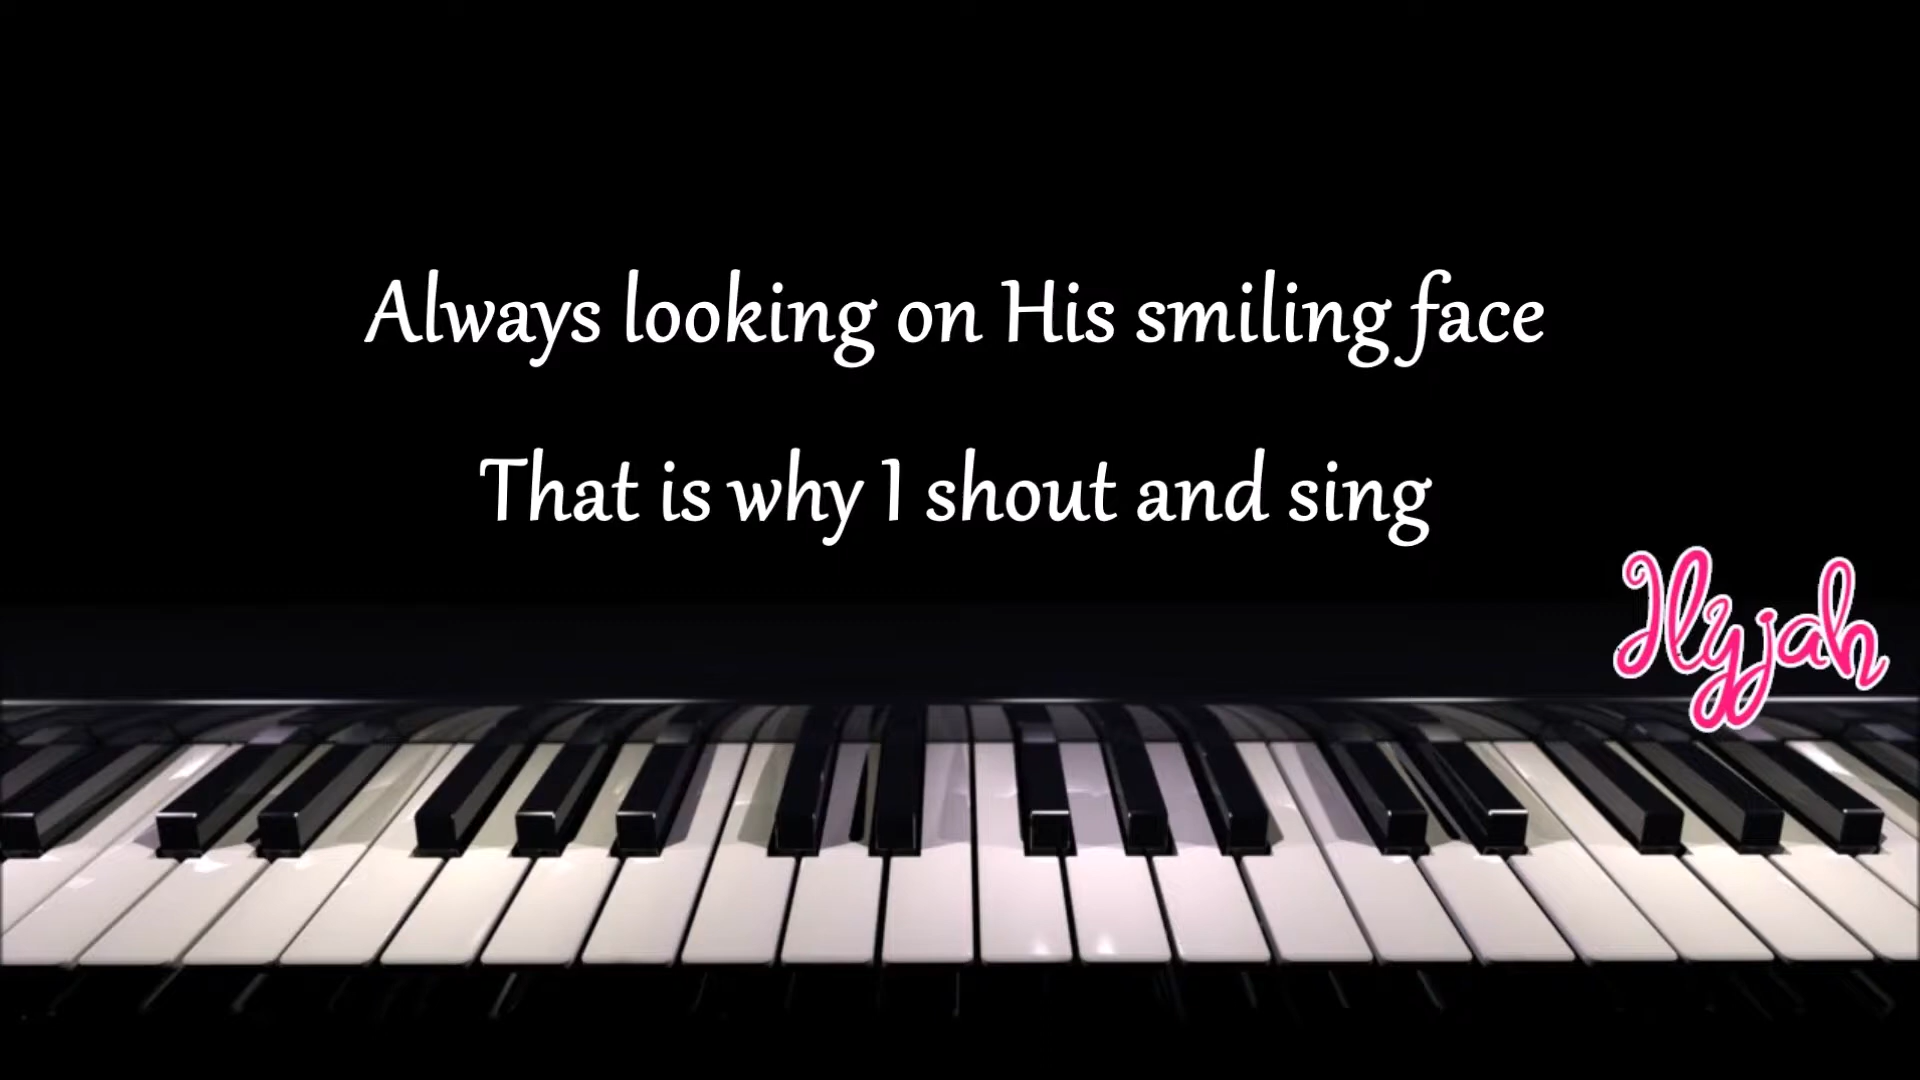 Always looking on His smiling face
That is why I shout and sing
Ilyjah